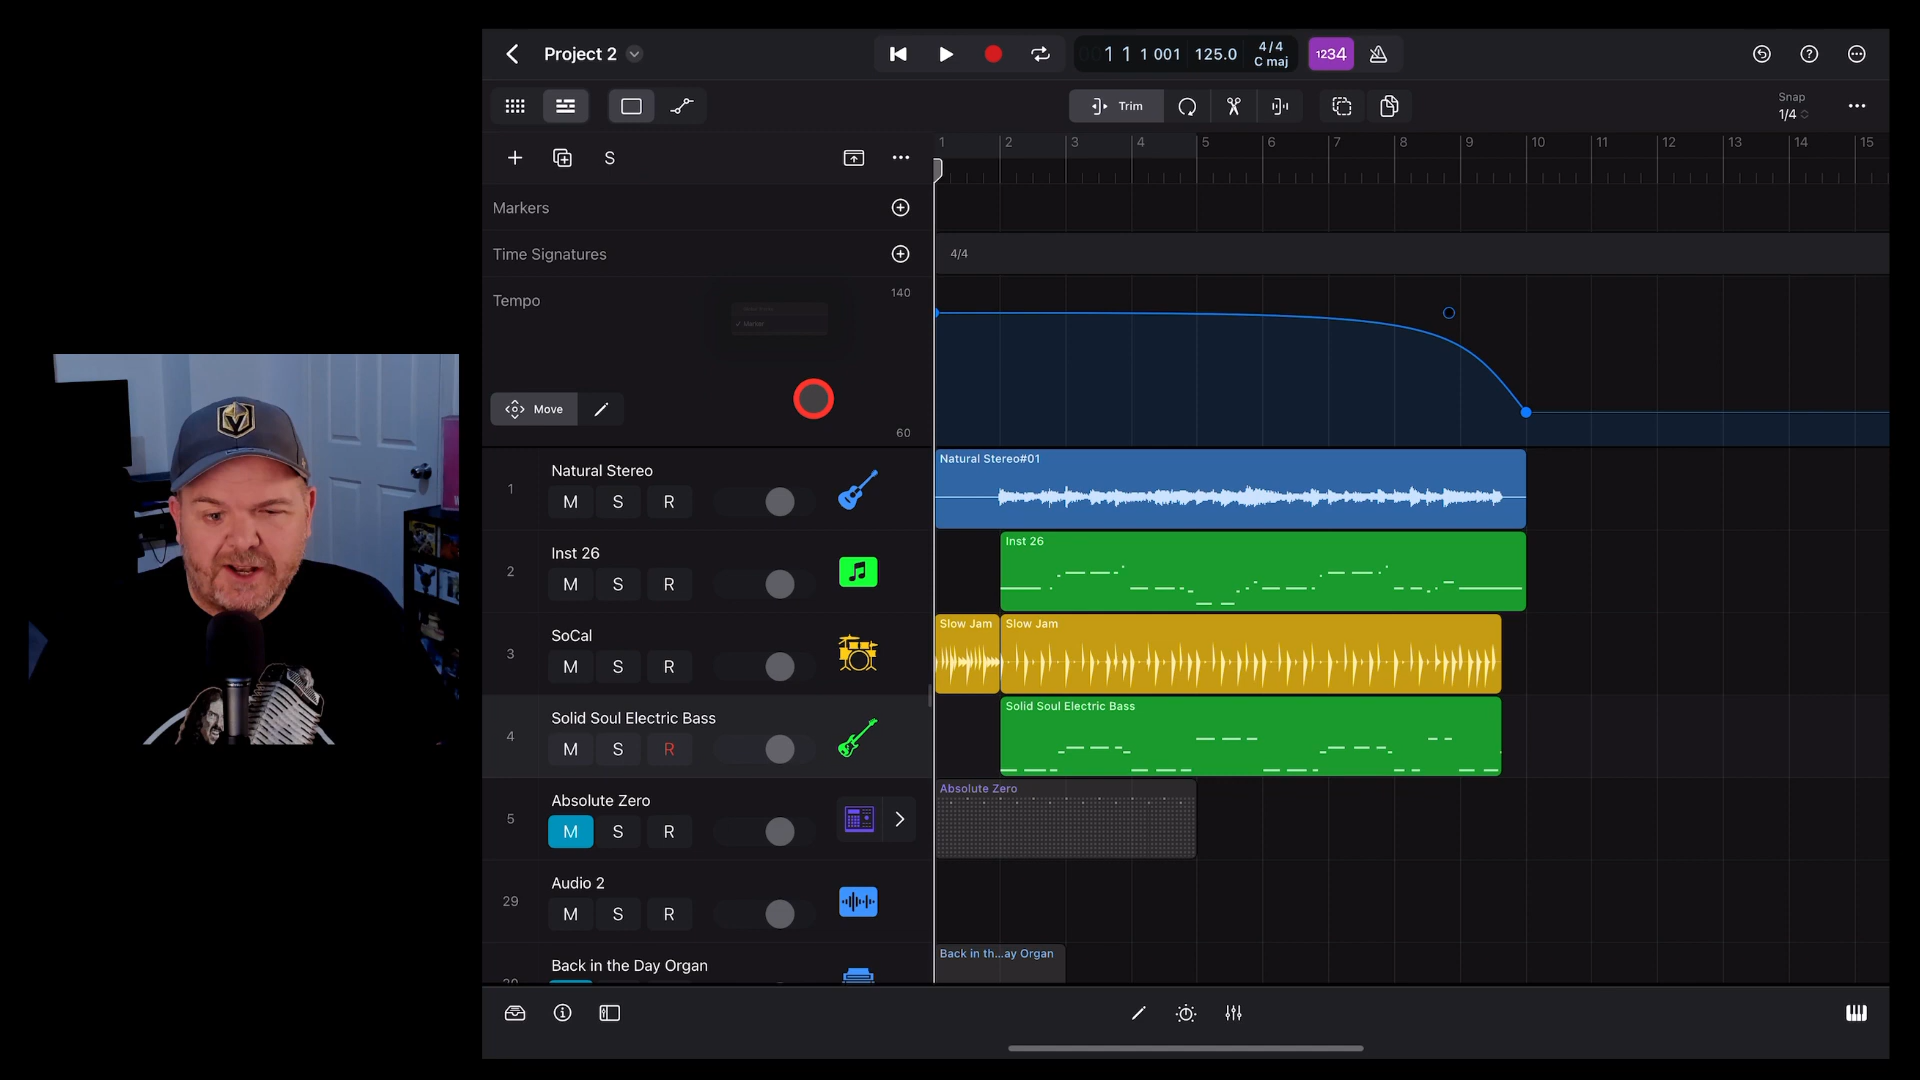 Project 2
1 1 1 001
125.0
4/4
C maj
1234
Trim
Snap
1/4
S
1 2 3 4 5 6 7 8 9 10 11 12 13 14 15
Markers
Time Signatures
4/4
Tempo
140
✓ Marker
Move
60
1
Natural Stereo
M S R
Natural Stereo#01
2
Inst 26
M S R
Inst 26
3
SoCal
M S R
Slow Jam
Slow Jam
4
Solid Soul Electric Bass
M S R
Solid Soul Electric Bass
5
Absolute Zero
M S R
Absolute Zero
29
Audio 2
M S R
Back in the Day Organ
Back in th...ay Organ